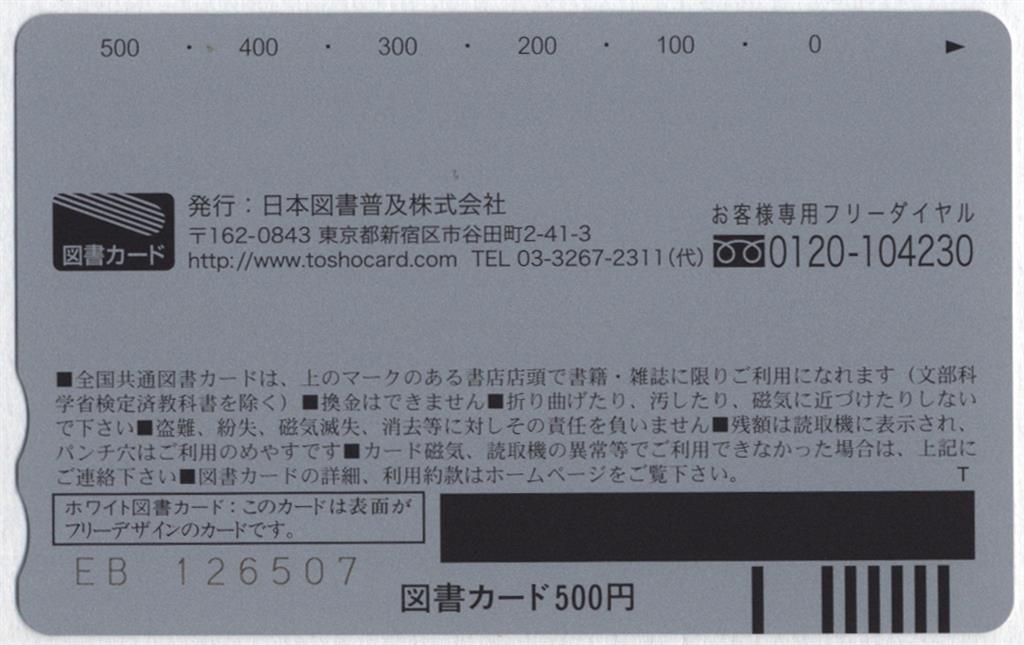 500 ・ 400 ・ 300 ・ 200 ・ 100 ・ 0 ▶
図書カード
発行：日本図書普及株式会社
〒162-0843 東京都新宿区市谷田町2-41-3
http://www.toshocard.com TEL 03-3267-2311(代)
お客様専用フリーダイヤル
0120-104230
■全国共通図書カードは、上のマークのある書店店頭で書籍・雑誌に限りご利用になれます（文部科
学省検定済教科書を除く）■換金はできません■折り曲げたり、汚したり、磁気に近づけたりしない
で下さい■盗難、紛失、磁気滅失、消去等に対しその責任を負いません■残額は読取機に表示され、
パンチ穴はご利用のめやすです■カード磁気、読取機の異常等でご利用できなかった場合は、上記に
ご連絡下さい■図書カードの詳細、利用約款はホームページをご覧下さい。
T
ホワイト図書カード：このカードは表面が
フリーデザインのカードです。
EB 126507
図書カード500円